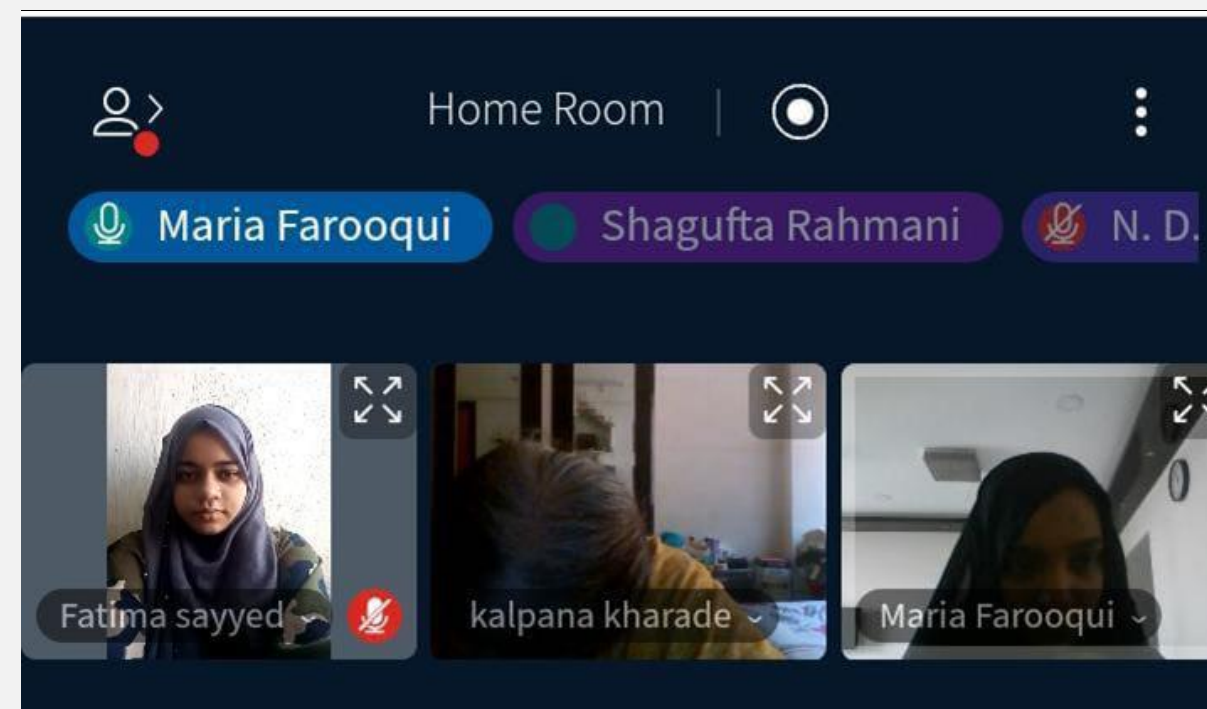 Home Room
Maria Farooqui Shagufta Rahmani N. D.
Fatima sayyed kalpana kharade Maria Farooqui